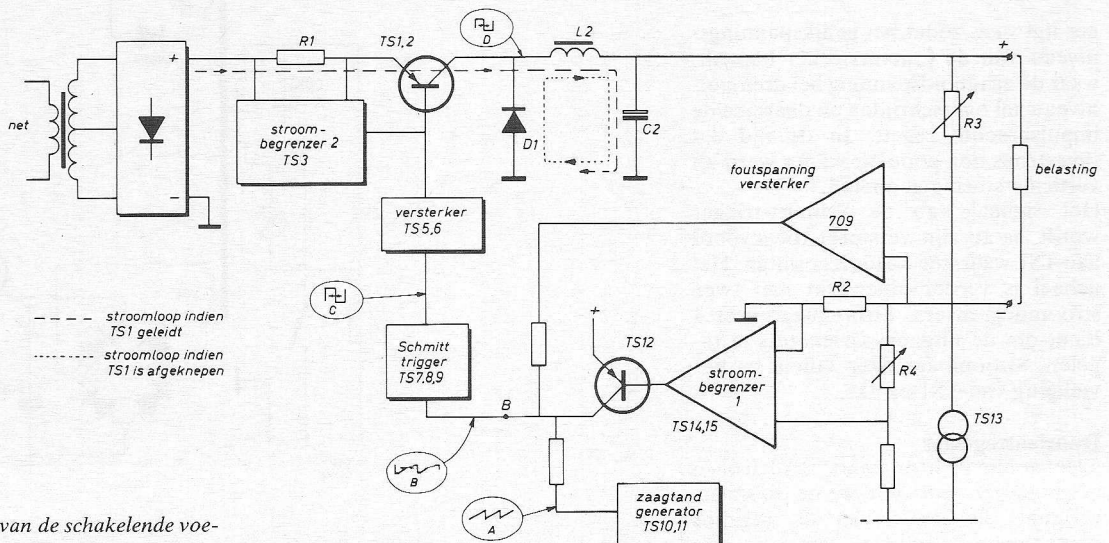 R1
TS1,2
D
L2
+
+
net
stroom-
begrenzer 2
TS3
D1
C2
R3
belasting
foutspanning
versterker
709
-
versterker
TS5,6
R2
-
C
stroomloop indien
TS1 geleidt
stroomloop indien
TS1 is afgeknepen
Schmitt
trigger
TS7,8,9
+
TS12
stroom-
begrenzer
1
TS14,15
R4
TS13
B
B
A
zaagtand
generator
TS10,11
-
van de schakelende voe-